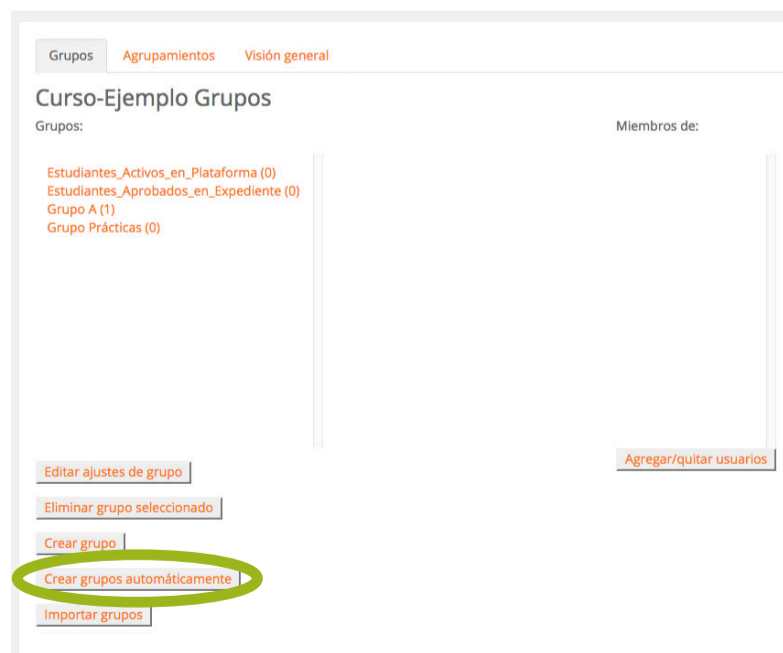 Grupos Agrupamientos Visión general
Curso-Ejemplo Grupos
Grupos: Miembros de:
Estudiantes_Activos_en_Plataforma (0)
Estudiantes_Aprobados_en_Expediente (0)
Grupo A (1)
Grupo Prácticas (0)
Agregar/quitar usuarios
Editar ajustes de grupo
Eliminar grupo seleccionado
Crear grupo
Crear grupos automáticamente
Importar grupos